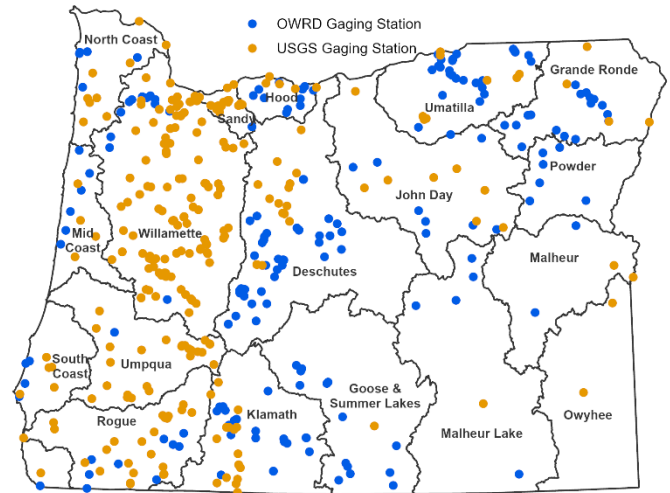 OWRD Gaging Station
USGS Gaging Station
North Coast
Hood
Sandy
Umatilla
Grande Ronde
Powder
John Day
Mid
Coast
Willamette
Deschutes
Malheur
South
Coast
Umpqua
Rogue
Klamath
Goose &
Summer Lakes
Malheur Lake
Owyhee